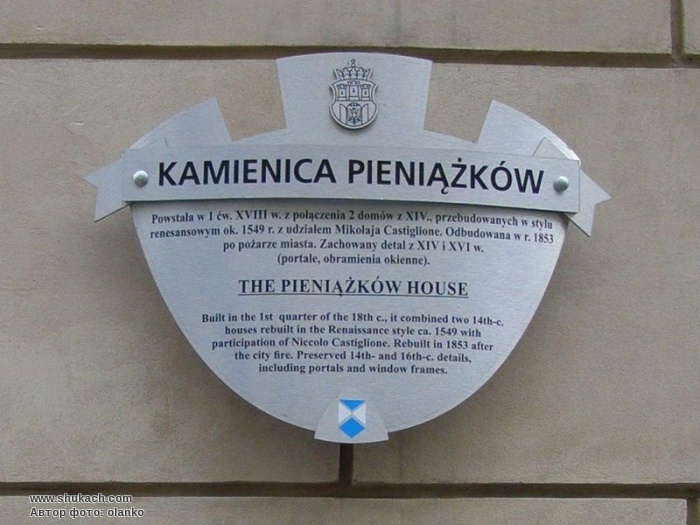 KAMIENICA PIENIĄŻKÓW
Powstała w 1 ćw. XVIII w. z połączenia 2 domów z XIV., przebudowanych w stylu
renesansowym ok. 1549 r. z udziałem Mikołaja Castiglione. Odbudowana w r. 1853
po pożarze miasta. Zachowany detal z XIV i XVI w.
(portale, obramienia okienne).
THE PIENIĄŻKÓW HOUSE
Built in the 1st quarter of the 18th c., it combined two 14th-c.
houses rebuilt in the Renaissance style ca. 1549 with
participation of Niccolo Castiglione. Rebuilt in 1853 after
the city fire. Preserved 14th- and 16th-c. details,
including portals and window frames.
www.shukach.com
Автор фото: olanko